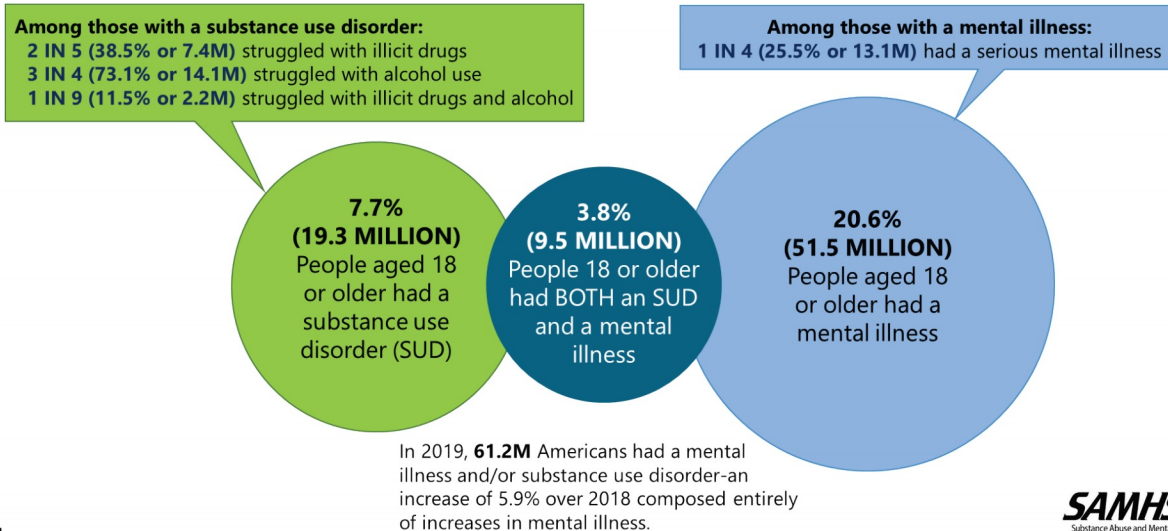 Among those with a substance use disorder:
2 IN 5 (38.5% or 7.4M) struggled with illicit drugs
3 IN 4 (73.1% or 14.1M) struggled with alcohol use
1 IN 9 (11.5% or 2.2M) struggled with illicit drugs and alcohol
Among those with a mental illness:
1 IN 4 (25.5% or 13.1M) had a serious mental illness
7.7%
(19.3 MILLION)
People aged 18
or older had a
substance use
disorder (SUD)
3.8%
(9.5 MILLION)
People 18 or older
had BOTH an SUD
and a mental
illness
20.6%
(51.5 MILLION)
People aged 18
or older had a
mental illness
In 2019, 61.2M Americans had a mental
illness and/or substance use disorder-an
increase of 5.9% over 2018 composed entirely
of increases in mental illness.
SAMHS
Substance Abuse and Ment